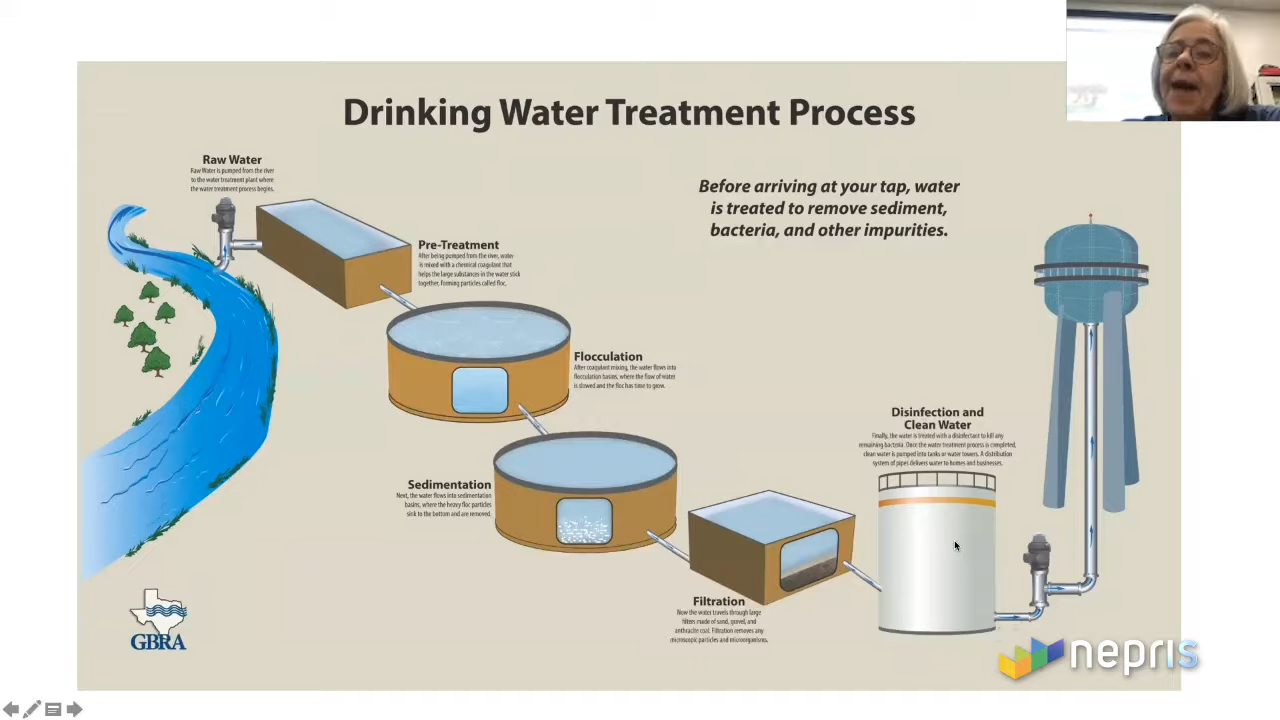 Drinking Water Treatment Process
Raw Water
Raw Water is pumped from the river
to the water treatment plant where
the water treatment process begins.
Before arriving at your tap, water
is treated to remove sediment,
bacteria, and other impurities.
Pre-Treatment
After being pumped from the river, water
is mixed with a chemical coagulant that
helps the large substances in the water stick
together, forming particles called floc.
Flocculation
After coagulant mixing, the water flows into
flocculation basins, where the flow of water
is slowed and the floc has time to grow.
Sedimentation
Next, the water flows into sedimentation
basins, where the heavy floc particles
sink to the bottom and are removed.
Disinfection and
Clean Water
Finally, the water is treated with a disinfectant to kill any
remaining bacteria. Once the water treatment process is completed,
clean water is pumped into tanks or water towers. A distribution
system of pipes delivers water to homes and businesses.
Filtration
Now the water travels through large
filters made of sand, gravel, and
anthracite coal. Filtration removes any
microscopic particles and microorganisms.
GBRA
nepris